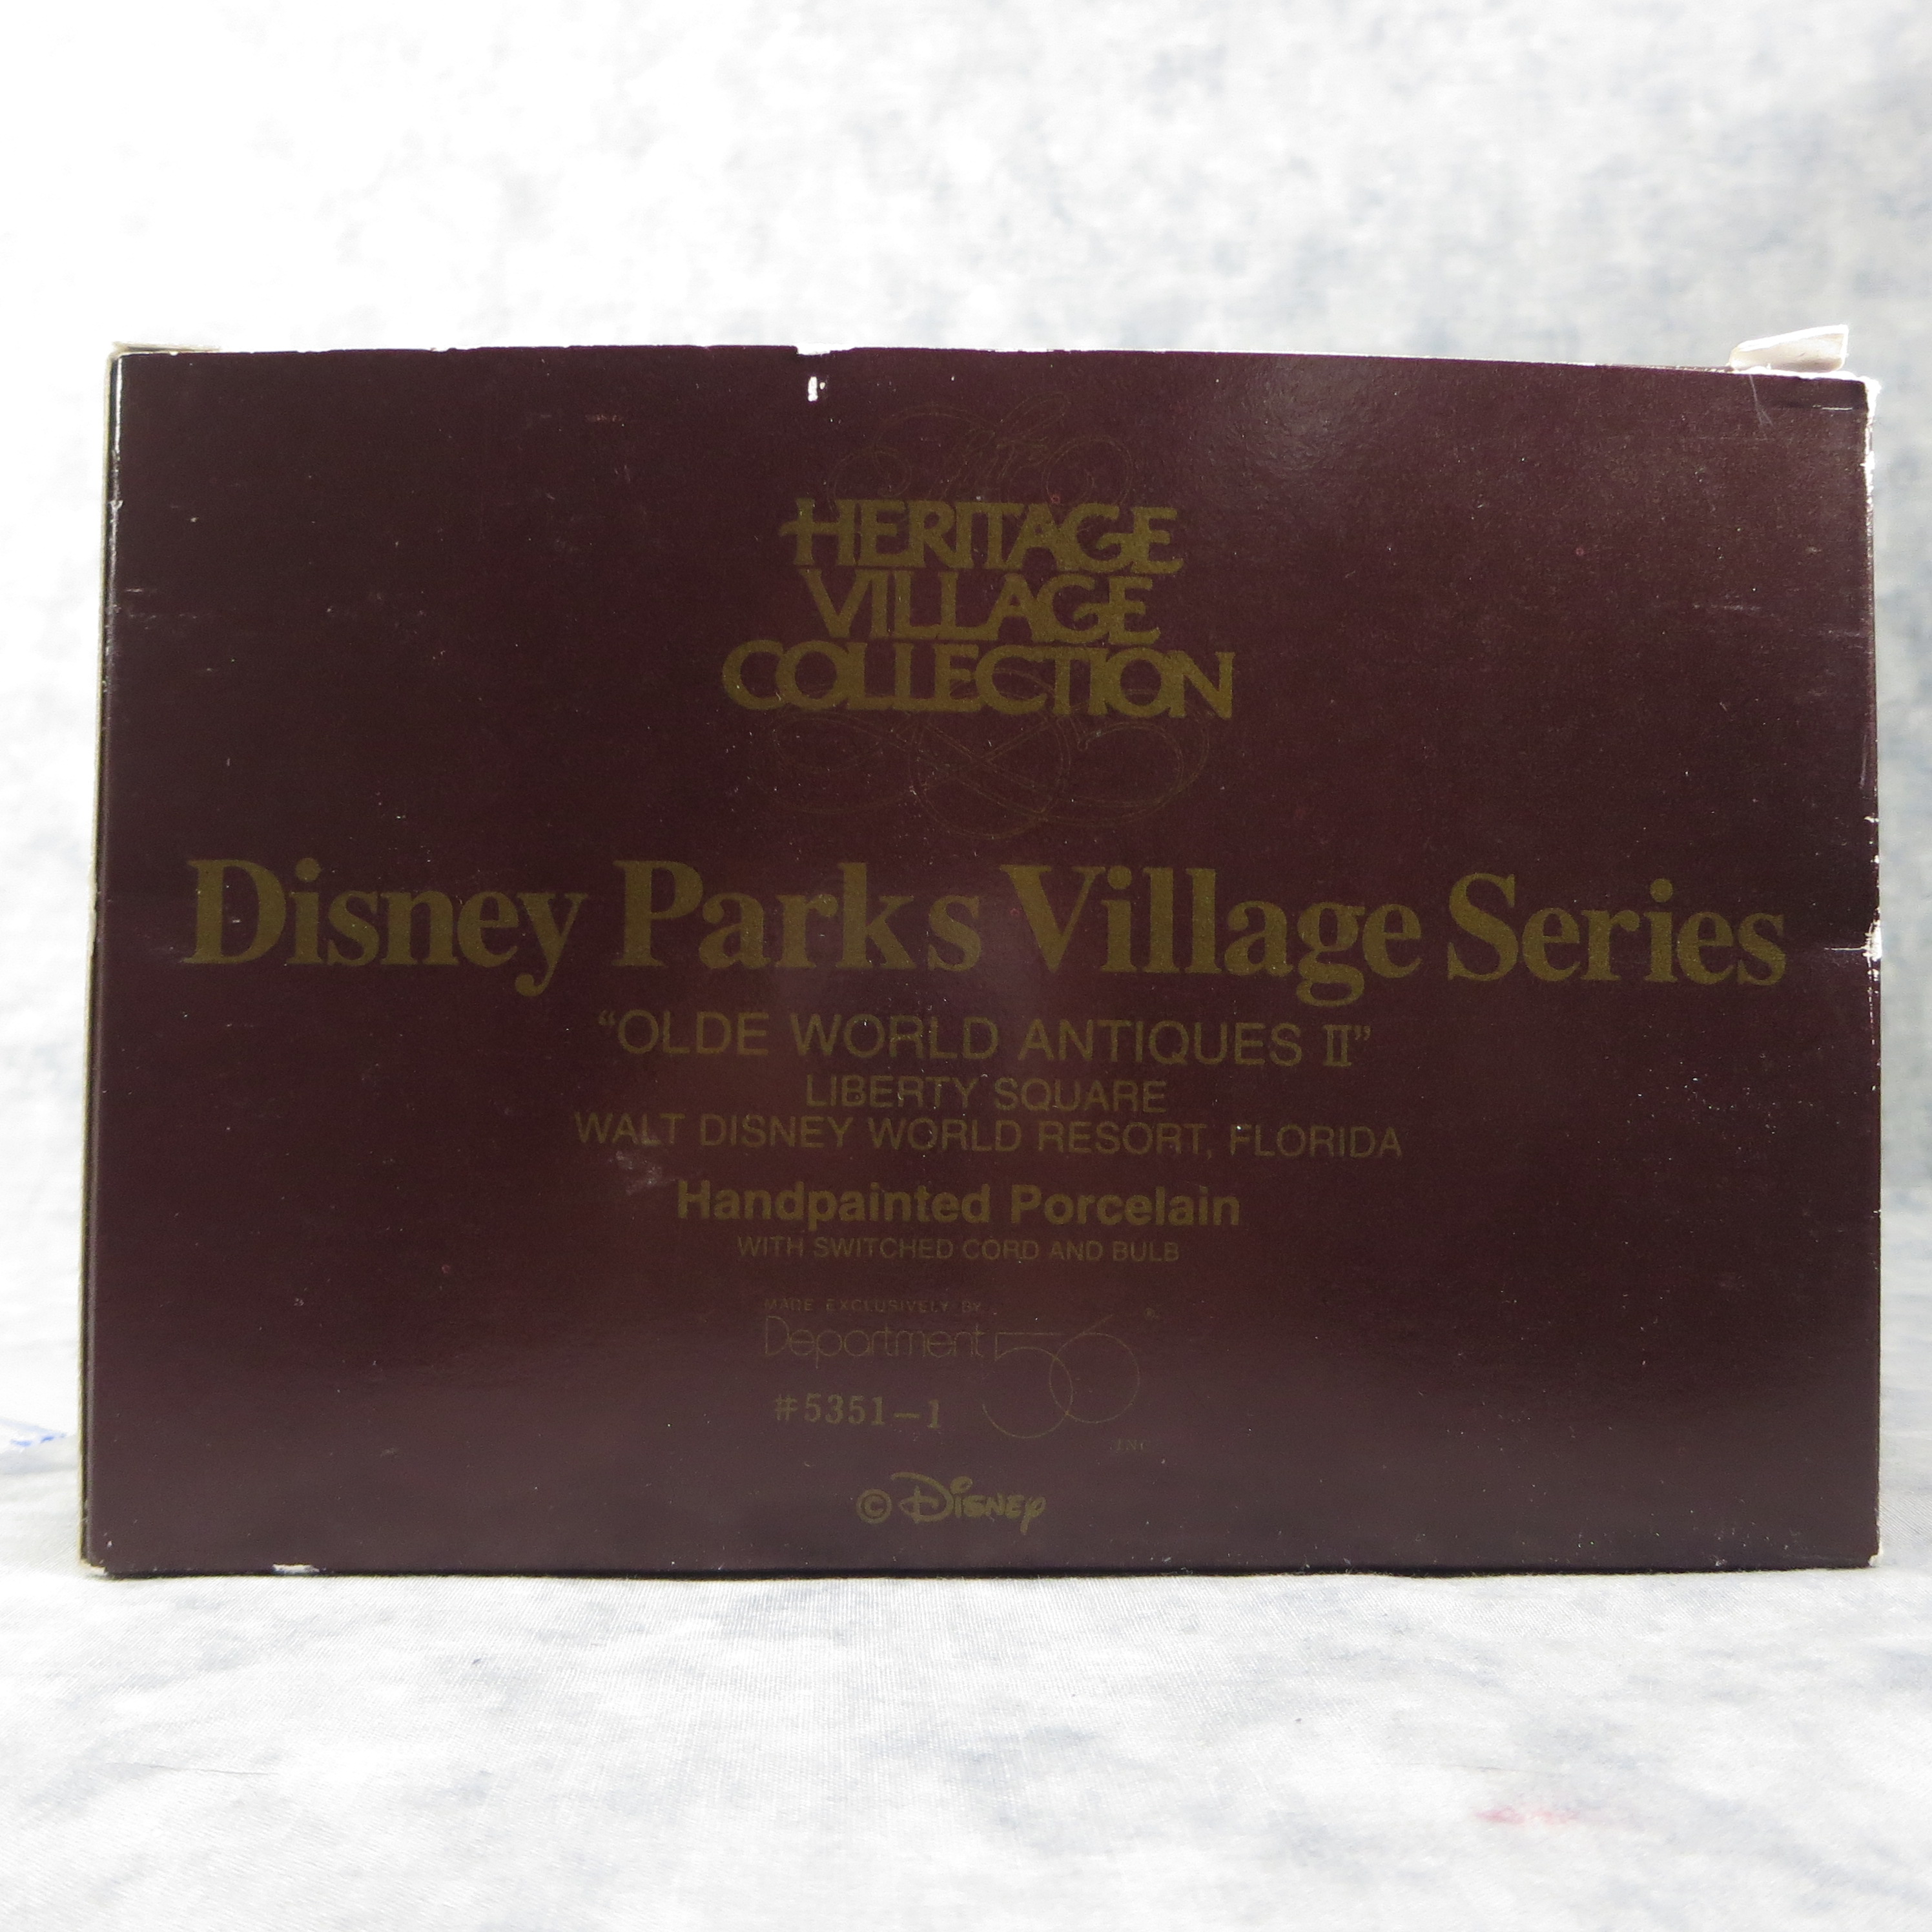 The
HERITAGE
VILLAGE
COLLECTION
Disney Parks Village Series
“OLDE WORLD ANTIQUES II”
LIBERTY SQUARE
WALT DISNEY WORLD RESORT, FLORIDA
Handpainted Porcelain
WITH SWITCHED CORD AND BULB
MADE EXCLUSIVELY BY
Department 56 ®
#5351-1
INC.
© Disney